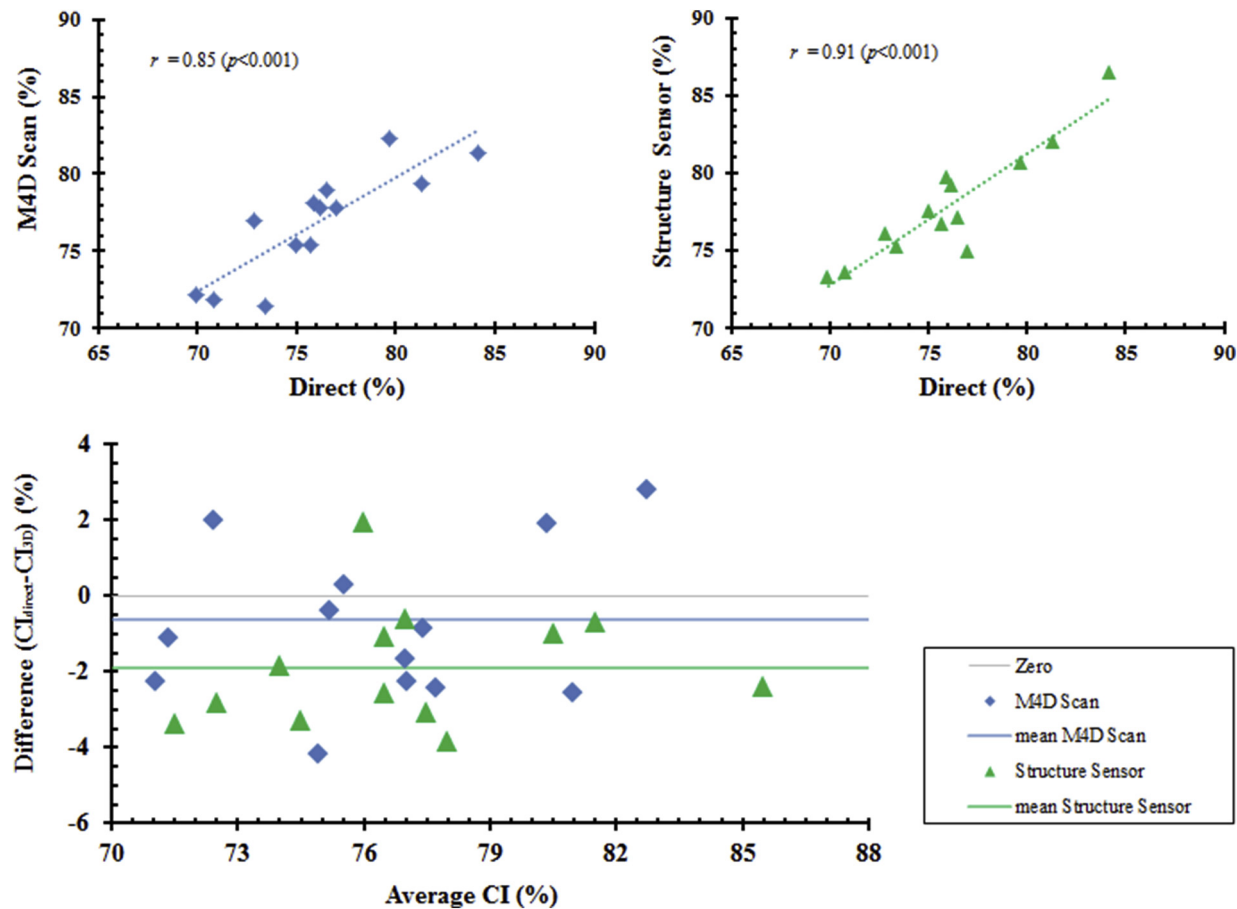 90
85
80
75
70
M4D Scan (%)
r = 0.85 (p<0.001)
65 70 75 80 85 90
Direct (%)
90
85
80
75
70
Structure Sensor (%)
r = 0.91 (p<0.001)
65 70 75 80 85 90
Direct (%)
4
2
0
-2
-4
-6
Difference (CI_direct-CI_3D) (%)
70 73 76 79 82 85 88
Average CI (%)
Zero
M4D Scan
mean M4D Scan
Structure Sensor
mean Structure Sensor